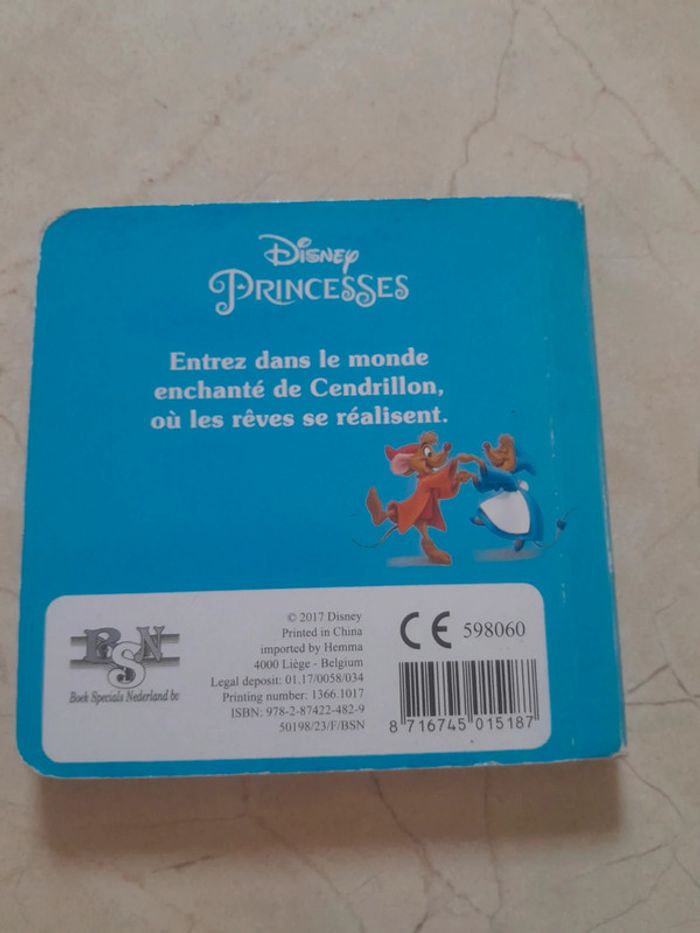 Disney
PRINCESSES
Entrez dans le monde
enchanté de Cendrillon,
où les rêves se réalisent.
BSN
Boek Specials Nederland bv
© 2017 Disney
Printed in China
imported by Hemma
4000 Liège - Belgium
Legal deposit: 01.17/0058/034
Printing number: 1366.1017
ISBN: 978-2-87422-482-9
50198/23/F/BSN
CE 598060
8 716745 015187